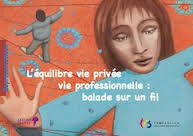 L'équilibre vie privée
vie professionnelle :
balade sur un fil